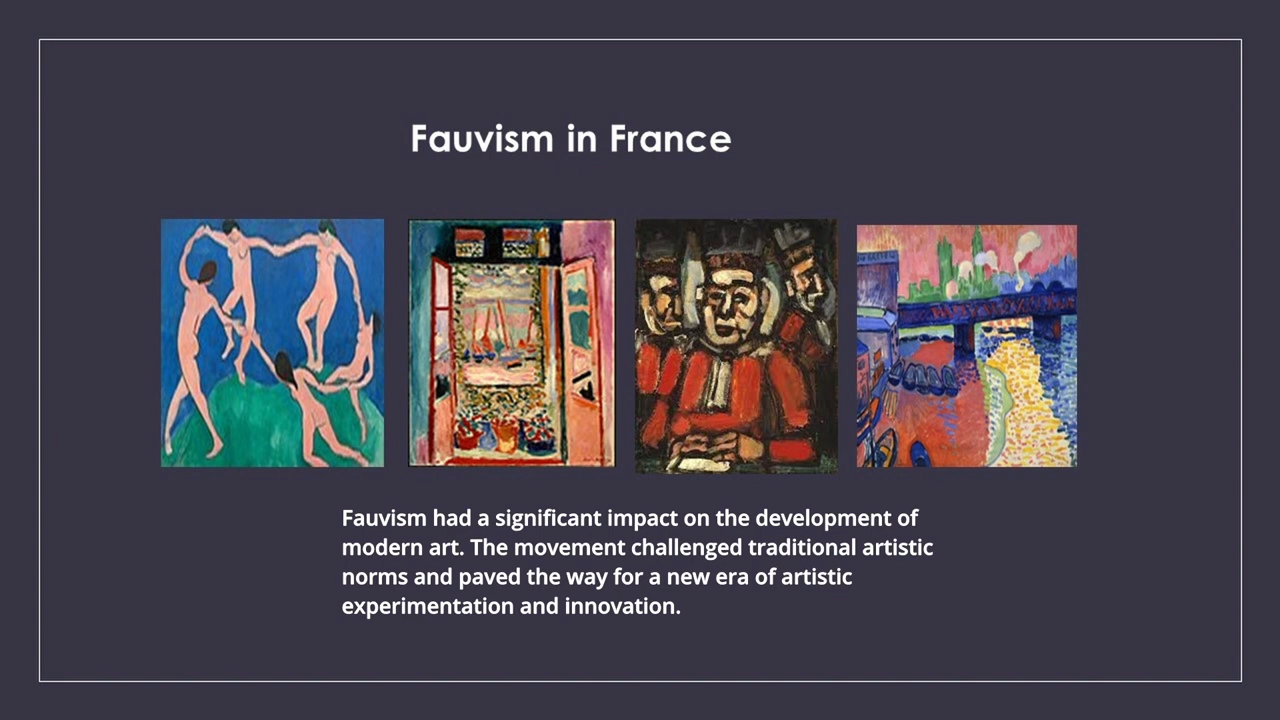 Fauvism in France
Fauvism had a significant impact on the development of
modern art. The movement challenged traditional artistic
norms and paved the way for a new era of artistic
experimentation and innovation.